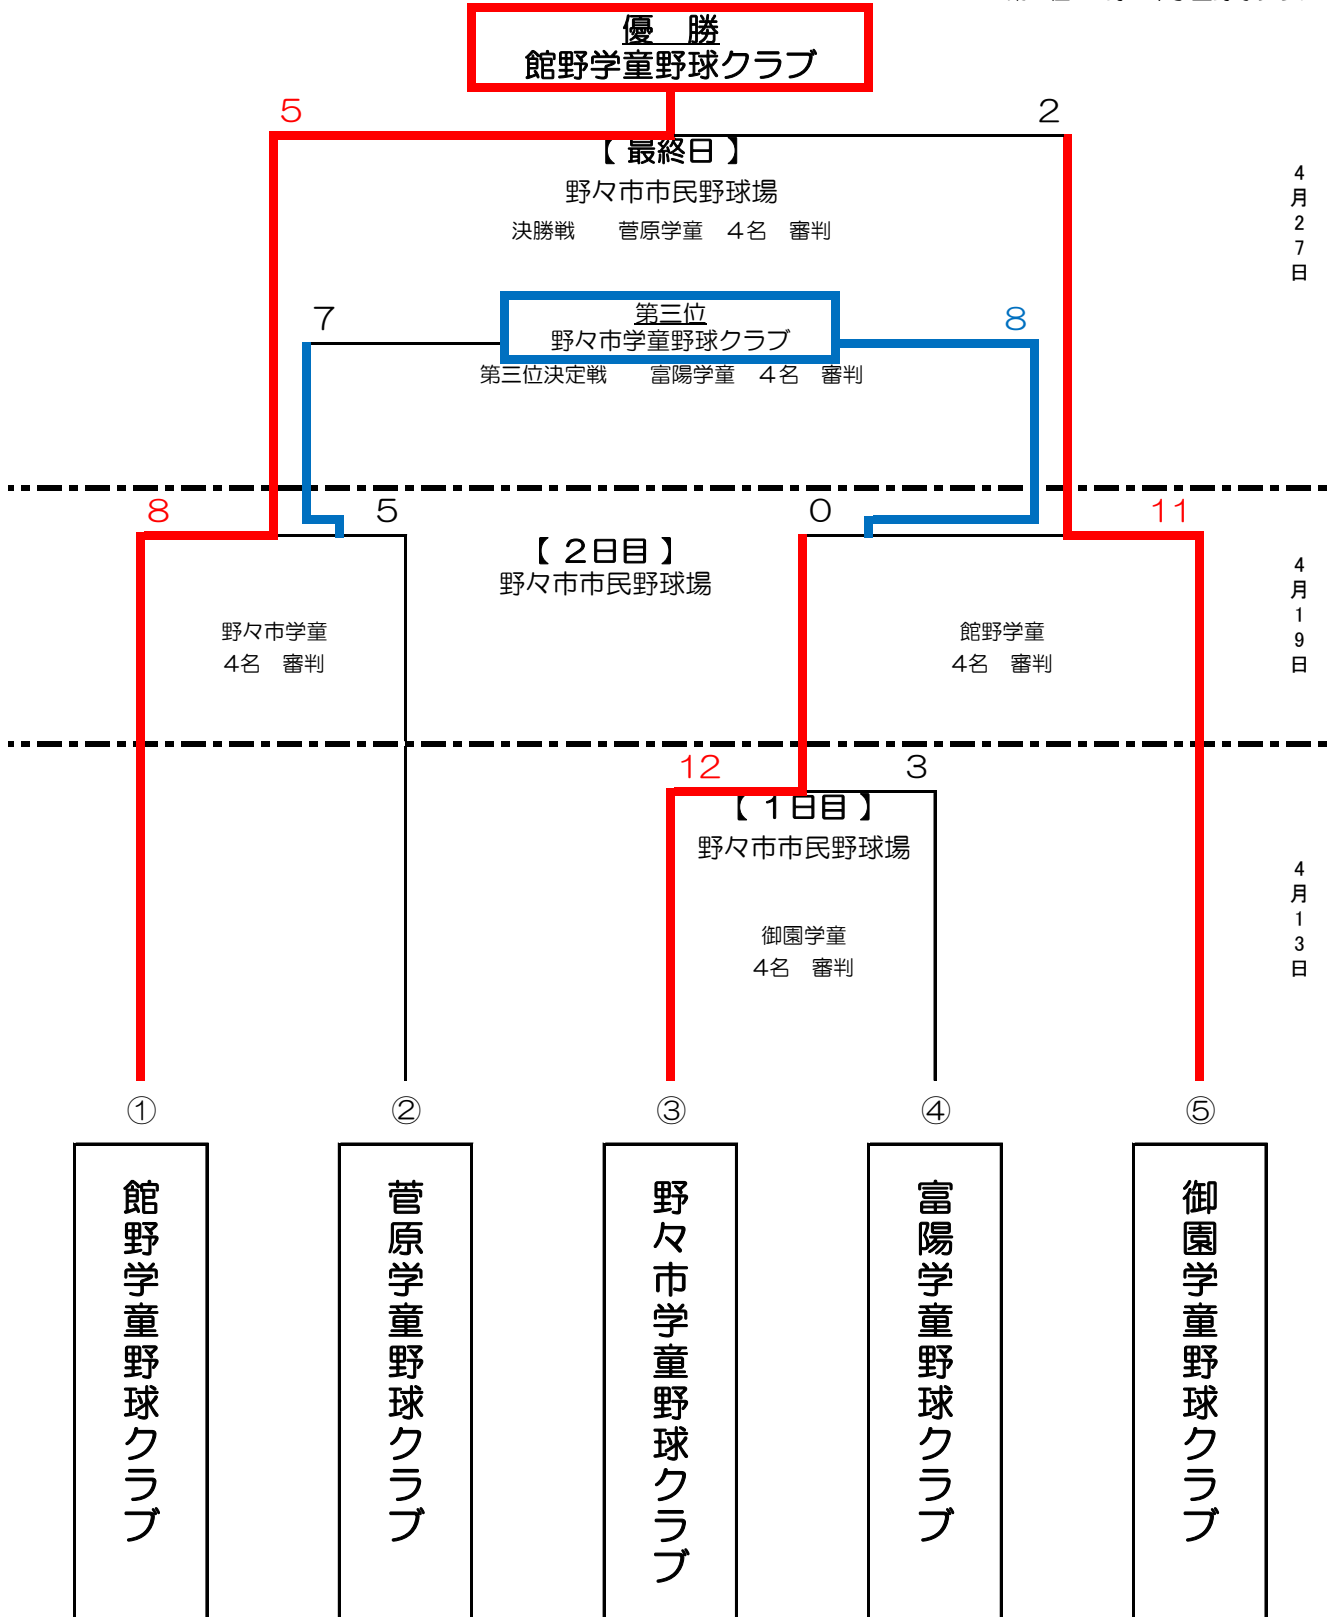 優　勝
館野学童野球クラブ
5
2
【 最終日 】
野々市市民野球場
決勝戦　　菅原学童　4名　審判
4月27日
7
第三位
野々市学童野球クラブ
8
第三位決定戦　　富陽学童　4名　審判
8
5
0
11
【 2日目 】
野々市市民野球場
野々市学童
4名　審判
館野学童
4名　審判
4月19日
12
3
【 1日目 】
野々市市民野球場
御園学童
4名　審判
4月13日
①
②
③
④
⑤
館野学童野球クラブ
菅原学童野球クラブ
野々市学童野球クラブ
富陽学童野球クラブ
御園学童野球クラブ